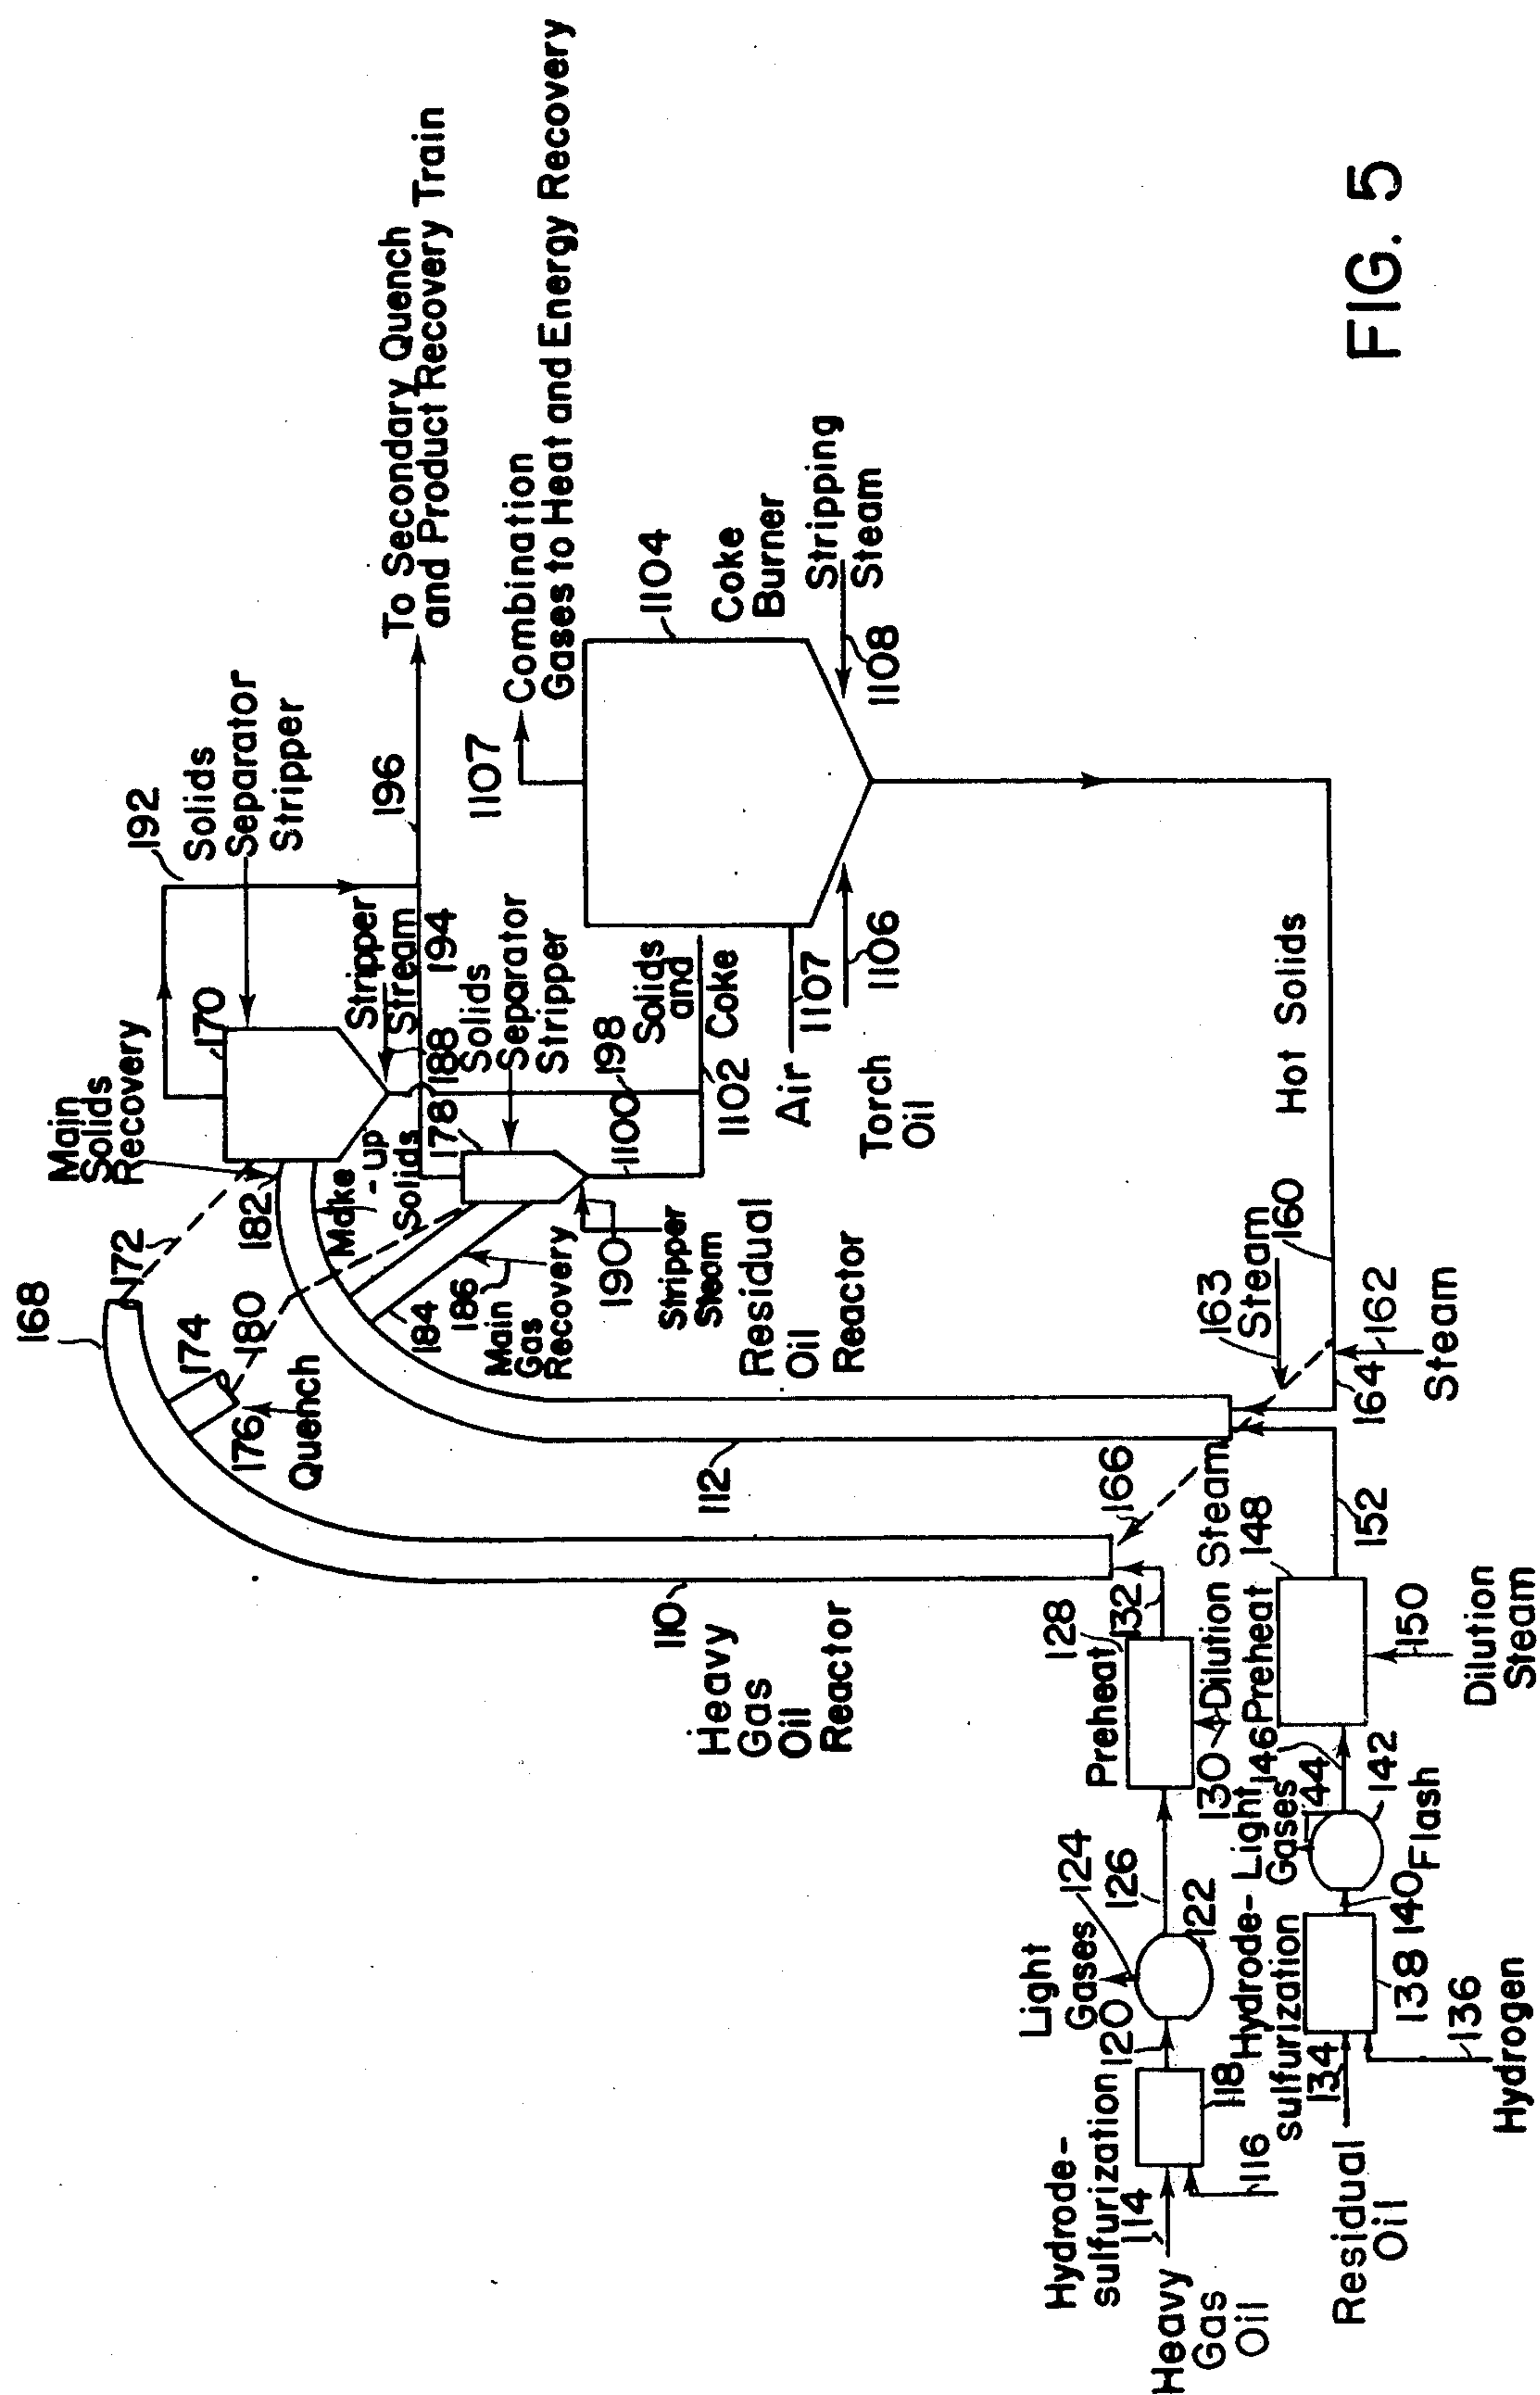 168
172
174
180
176
Quench
Main
Solids
Recovery
182
Make
-up
Solids
170
192
Solids
Separator
Stripper
Stripper
Stream
188
194
196
To Secondary Quench
and Product Recovery Train
178
Solids
Separator
Stripper
184
186
Main
Gas
Recovery
190
Stripper
Steam
1100
198
Solids
and
Coke
1102
1107
Combination
Gases to Heat and Energy Recovery
1104
Coke
Burner
Stripping
Steam
1108
Air
1107
1106
Torch
Oil
Residual
Oil
Reactor
112
110
Heavy
Gas
Oil
Reactor
166
163
Steam
160
Hot Solids
164
162
Steam
Hydrode-
sulfurization
114
Heavy
Gas
Oil
116
118
120
Light
Gases
124
122
126
Preheat
128
132
130
Dilution Steam
Hydrode-
sulfurization
134
Residual
Oil
136
Hydrogen
138
140
Light
Gases
144
142
Flash
146
Preheat
148
150
Dilution
Steam
152
FIG. 5